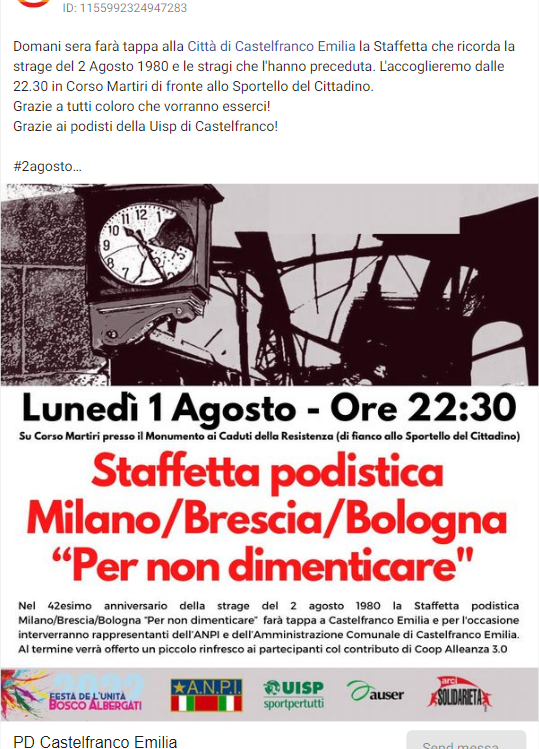 ID: 1155992324947283
Domani sera farà tappa alla Città di Castelfranco Emilia la Staffetta che ricorda la
strage del 2 Agosto 1980 e le stragi che l'hanno preceduta. L'accoglieremo dalle
22.30 in Corso Martiri di fronte allo Sportello del Cittadino.
Grazie a tutti coloro che vorranno esserci!
Grazie ai podisti della Uisp di Castelfranco!
#2agosto...
Lunedì 1 Agosto - Ore 22:30
Su Corso Martiri presso il Monumento ai Caduti della Resistenza (di fianco allo Sportello del Cittadino)
Staffetta podistica
Milano/Brescia/Bologna
“Per non dimenticare"
Nel 42esimo anniversario della strage del 2 agosto 1980 la Staffetta podistica
Milano/Brescia/Bologna "Per non dimenticare" farà tappa a Castelfranco Emilia e per l'occasione
interverranno rappresentanti dell'ANPI e dell'Amministrazione Comunale di Castelfranco Emilia.
Al termine verrà offerto un piccolo rinfresco ai partecipanti col contributo di Coop Alleanza 3.0
2022
FESTA DE L'UNITÀ
BOSCO ALBERGATI
A.N.P.I.
UISP
sportpertutti
auser
arci
SOLIDARIETÀ
PD Castelfranco Emilia
Send messa...